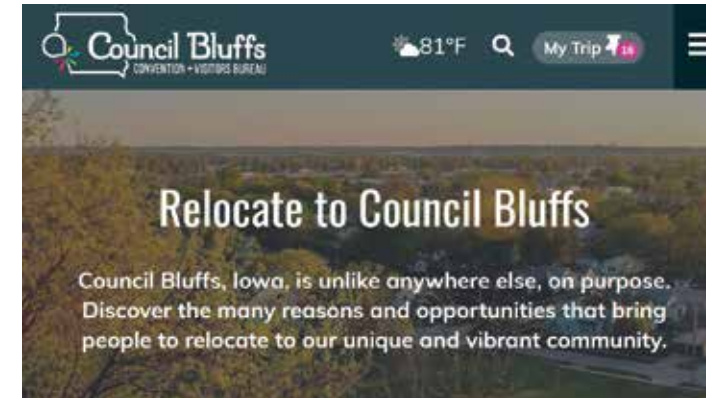 Council Bluffs
CONVENTION + VISITORS BUREAU
81°F
My Trip 16
Relocate to Council Bluffs
Council Bluffs, Iowa, is unlike anywhere else, on purpose.
Discover the many reasons and opportunities that bring
people to relocate to our unique and vibrant community.